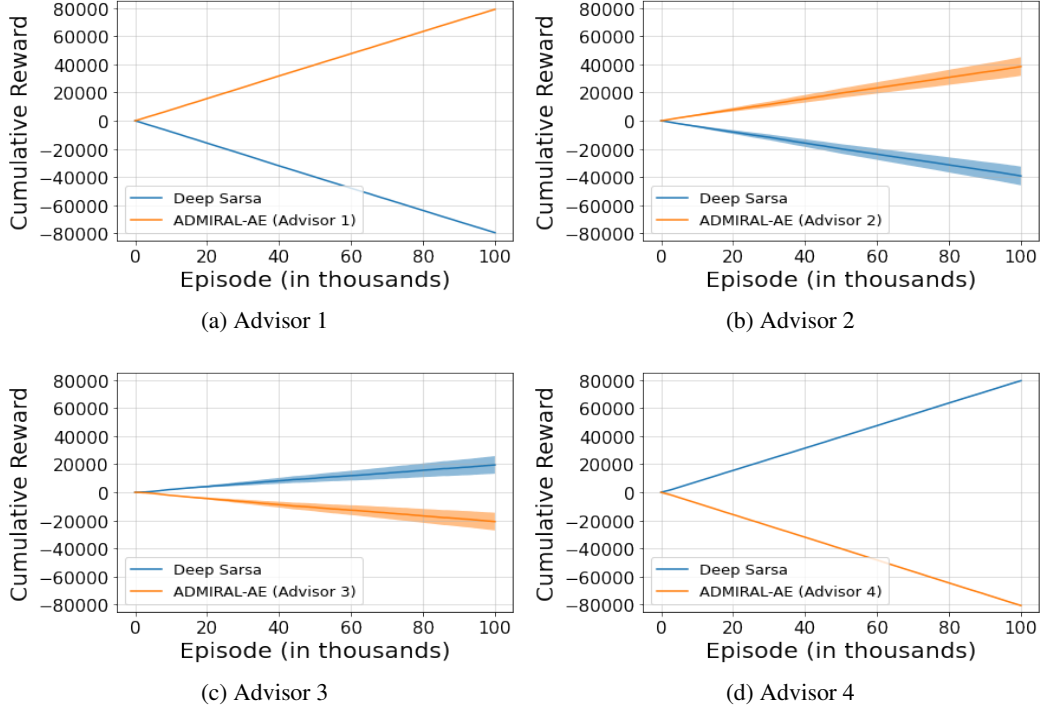 80000
60000
40000
20000
0
−20000
−40000
−60000
−80000
Cumulative Reward
Deep Sarsa
ADMIRAL-AE (Advisor 1)
0 20 40 60 80 100
Episode (in thousands)
(a) Advisor 1
80000
60000
40000
20000
0
−20000
−40000
−60000
−80000
Cumulative Reward
Deep Sarsa
ADMIRAL-AE (Advisor 2)
0 20 40 60 80 100
Episode (in thousands)
(b) Advisor 2
80000
60000
40000
20000
0
−20000
−40000
−60000
−80000
Cumulative Reward
Deep Sarsa
ADMIRAL-AE (Advisor 3)
0 20 40 60 80 100
Episode (in thousands)
(c) Advisor 3
80000
60000
40000
20000
0
−20000
−40000
−60000
−80000
Cumulative Reward
Deep Sarsa
ADMIRAL-AE (Advisor 4)
0 20 40 60 80 100
Episode (in thousands)
(d) Advisor 4